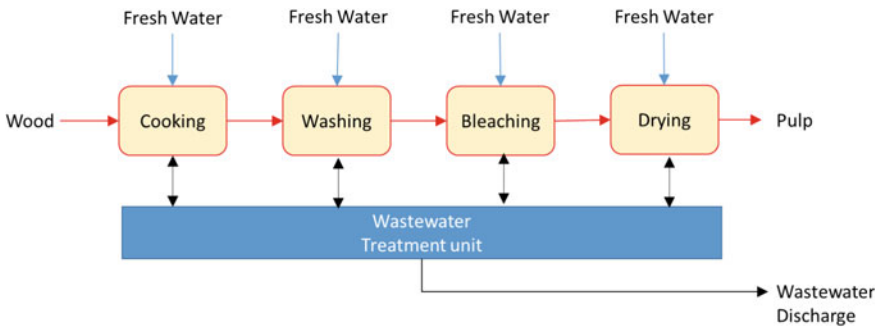 Fresh Water
Fresh Water
Fresh Water
Fresh Water
Wood
Cooking
Washing
Bleaching
Drying
Pulp
Wastewater
Treatment unit
Wastewater
Discharge